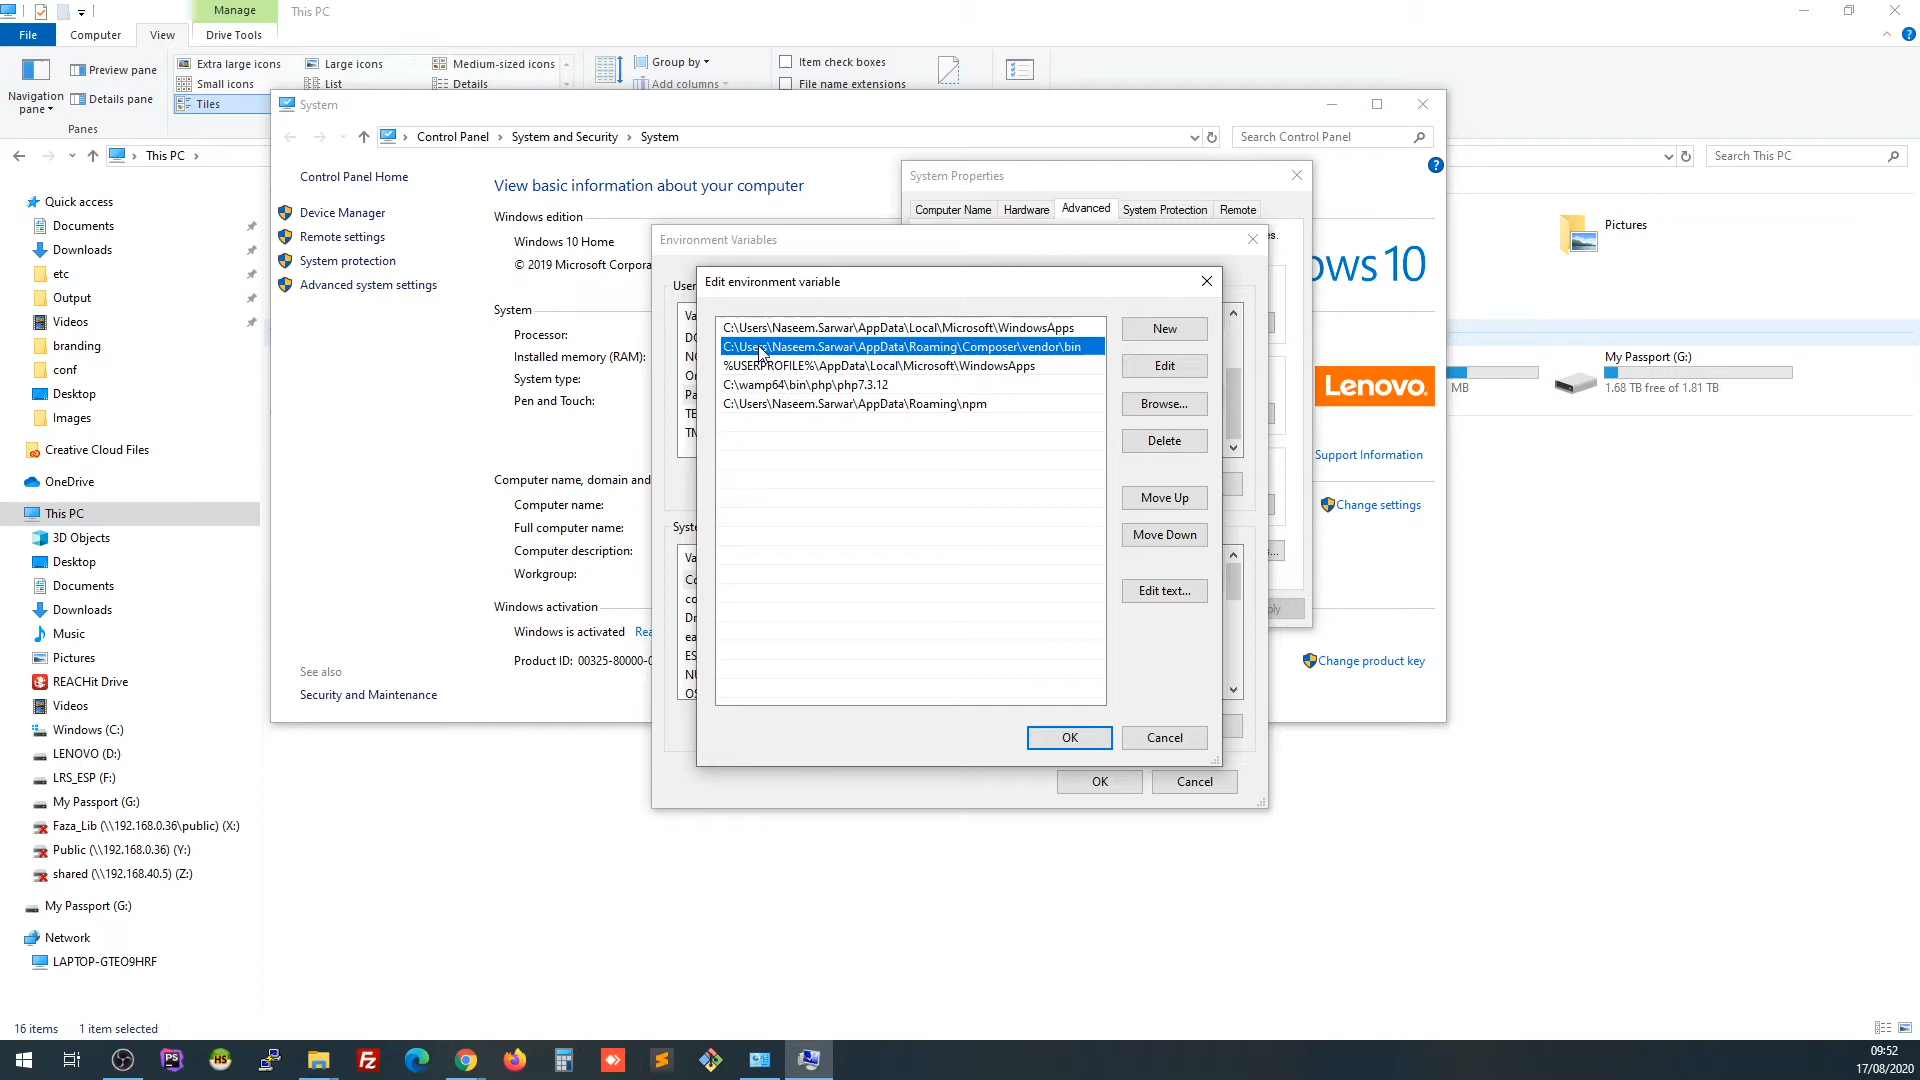 Manage
This PC
File
Computer
View
Drive Tools
Navigation pane
Preview pane
Details pane
Panes
Extra large icons
Large icons
Medium-sized icons
Small icons
List
Details
Tiles
Group by
Add columns
Item check boxes
File name extensions
This PC
Search This PC
Quick access
Documents
Downloads
etc
Output
Videos
branding
conf
Desktop
Images
Creative Cloud Files
OneDrive
This PC
3D Objects
Desktop
Documents
Downloads
Music
Pictures
REACHit Drive
Videos
Windows (C:)
LENOVO (D:)
LRS_ESP (F:)
My Passport (G:)
Faza_Lib (\\192.168.0.36\public) (X:)
Public (\\192.168.0.36) (Y:)
shared (\\192.168.40.5) (Z:)
My Passport (G:)
Network
LAPTOP-GTEO9HRF
16 items 1 item selected
System
Control Panel › System and Security › System
Search Control Panel
Control Panel Home
Device Manager
Remote settings
System protection
Advanced system settings
See also
Security and Maintenance
View basic information about your computer
Windows edition
Windows 10 Home
© 2019 Microsoft Corpora
System
Processor:
Installed memory (RAM):
System type:
Pen and Touch:
Computer name, domain and
Computer name:
Full computer name:
Computer description:
Workgroup:
Windows activation
Windows is activated Rea
Product ID: 00325-80000-0
ows 10
Lenovo.
Support Information
Change settings
Change product key
System Properties
Computer Name
Hardware
Advanced
System Protection
Remote
es.
ply
Environment Variables
User
Va
OK
Cancel
Syste
Va
Edit environment variable
C:\Users\Naseem.Sarwar\AppData\Local\Microsoft\WindowsApps
C:\Users\Naseem.Sarwar\AppData\Roaming\Composer\vendor\bin
%USERPROFILE%\AppData\Local\Microsoft\WindowsApps
C:\wamp64\bin\php\php7.3.12
C:\Users\Naseem.Sarwar\AppData\Roaming\npm
New
Edit
Browse...
Delete
Move Up
Move Down
Edit text...
OK
Cancel
Pictures
My Passport (G:)
1.68 TB free of 1.81 TB
MB
09:52
17/08/2020